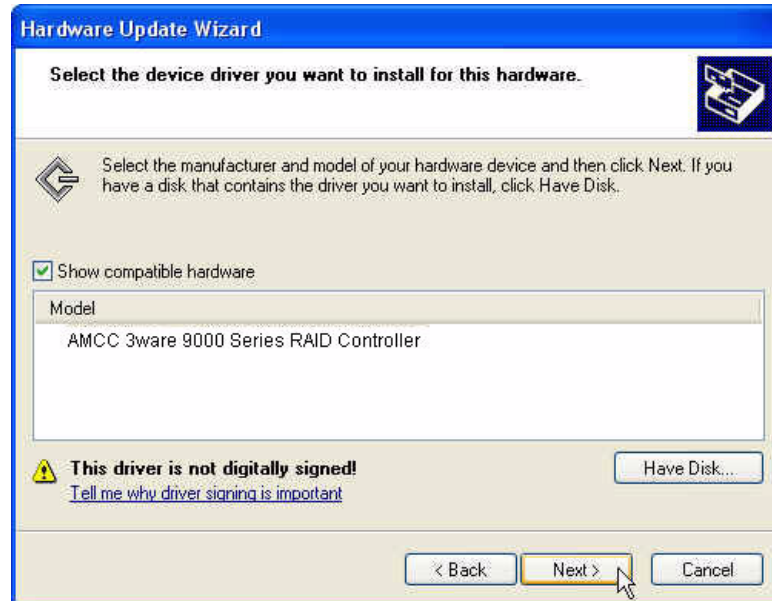 Hardware Update Wizard
Select the device driver you want to install for this hardware.
Select the manufacturer and model of your hardware device and then click Next. If you
have a disk that contains the driver you want to install, click Have Disk.
Show compatible hardware
Model
AMCC 3ware 9000 Series RAID Controller
This driver is not digitally signed!
Have Disk...
Tell me why driver signing is important
< Back
Next >
Cancel